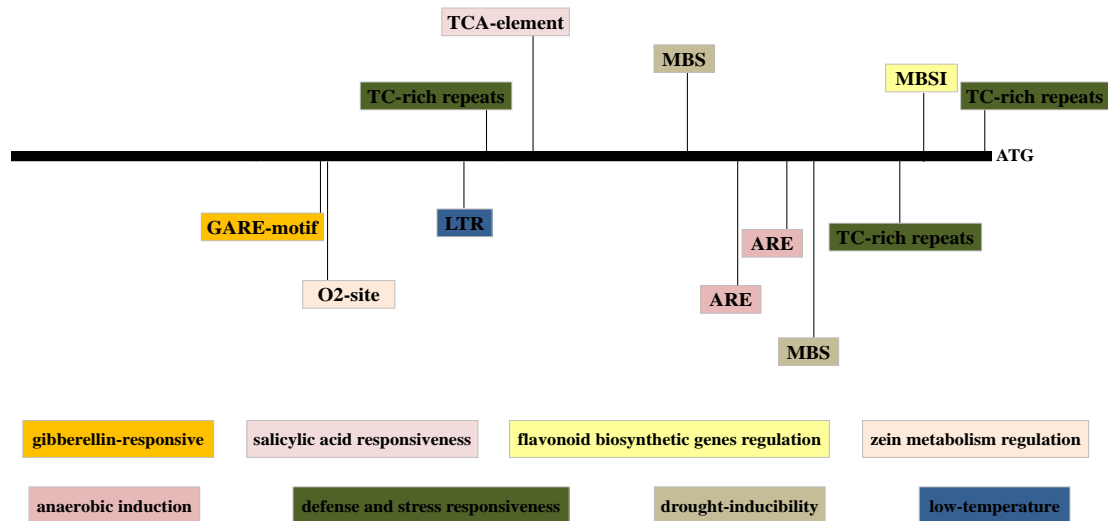 TCA-element
MBS
MBSI
TC-rich repeats
TC-rich repeats
ATG
GARE-motif
LTR
TC-rich repeats
ARE
O2-site
ARE
MBS
gibberellin-responsive
salicylic acid responsiveness
flavonoid biosynthetic genes regulation
zein metabolism regulation
anaerobic induction
defense and stress responsiveness
drought-inducibility
low-temperature